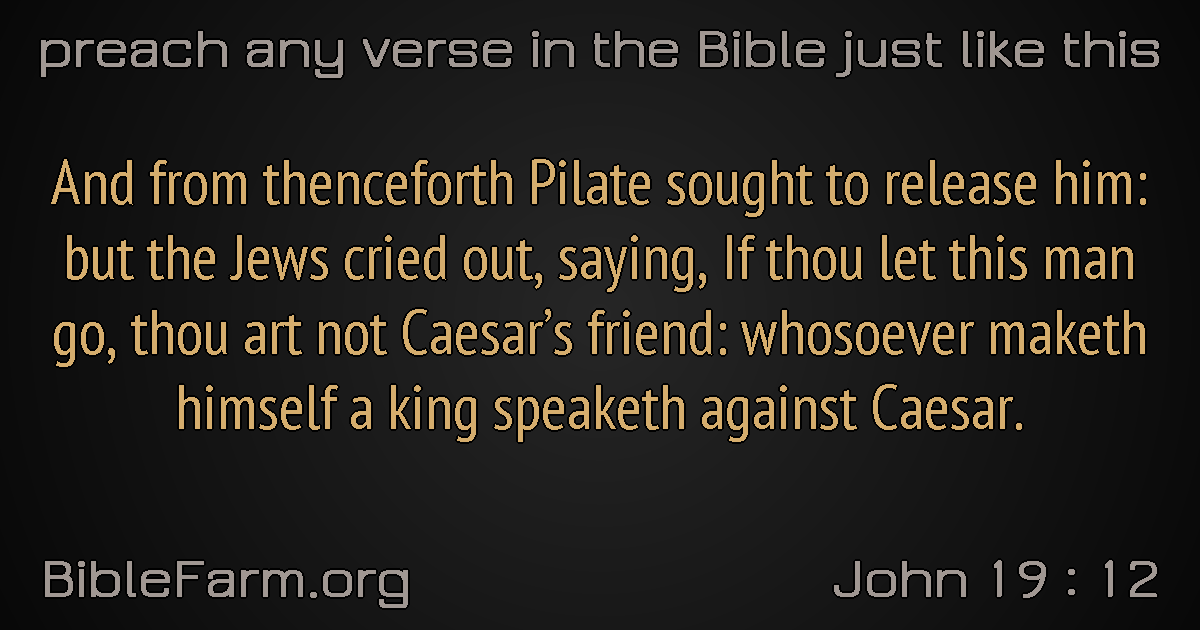 preach any verse in the Bible just like this
And from thenceforth Pilate sought to release him:
but the Jews cried out, saying, If thou let this man
go, thou art not Caesar’s friend: whosoever maketh
himself a king speaketh against Caesar.
BibleFarm.org
John 19 : 12